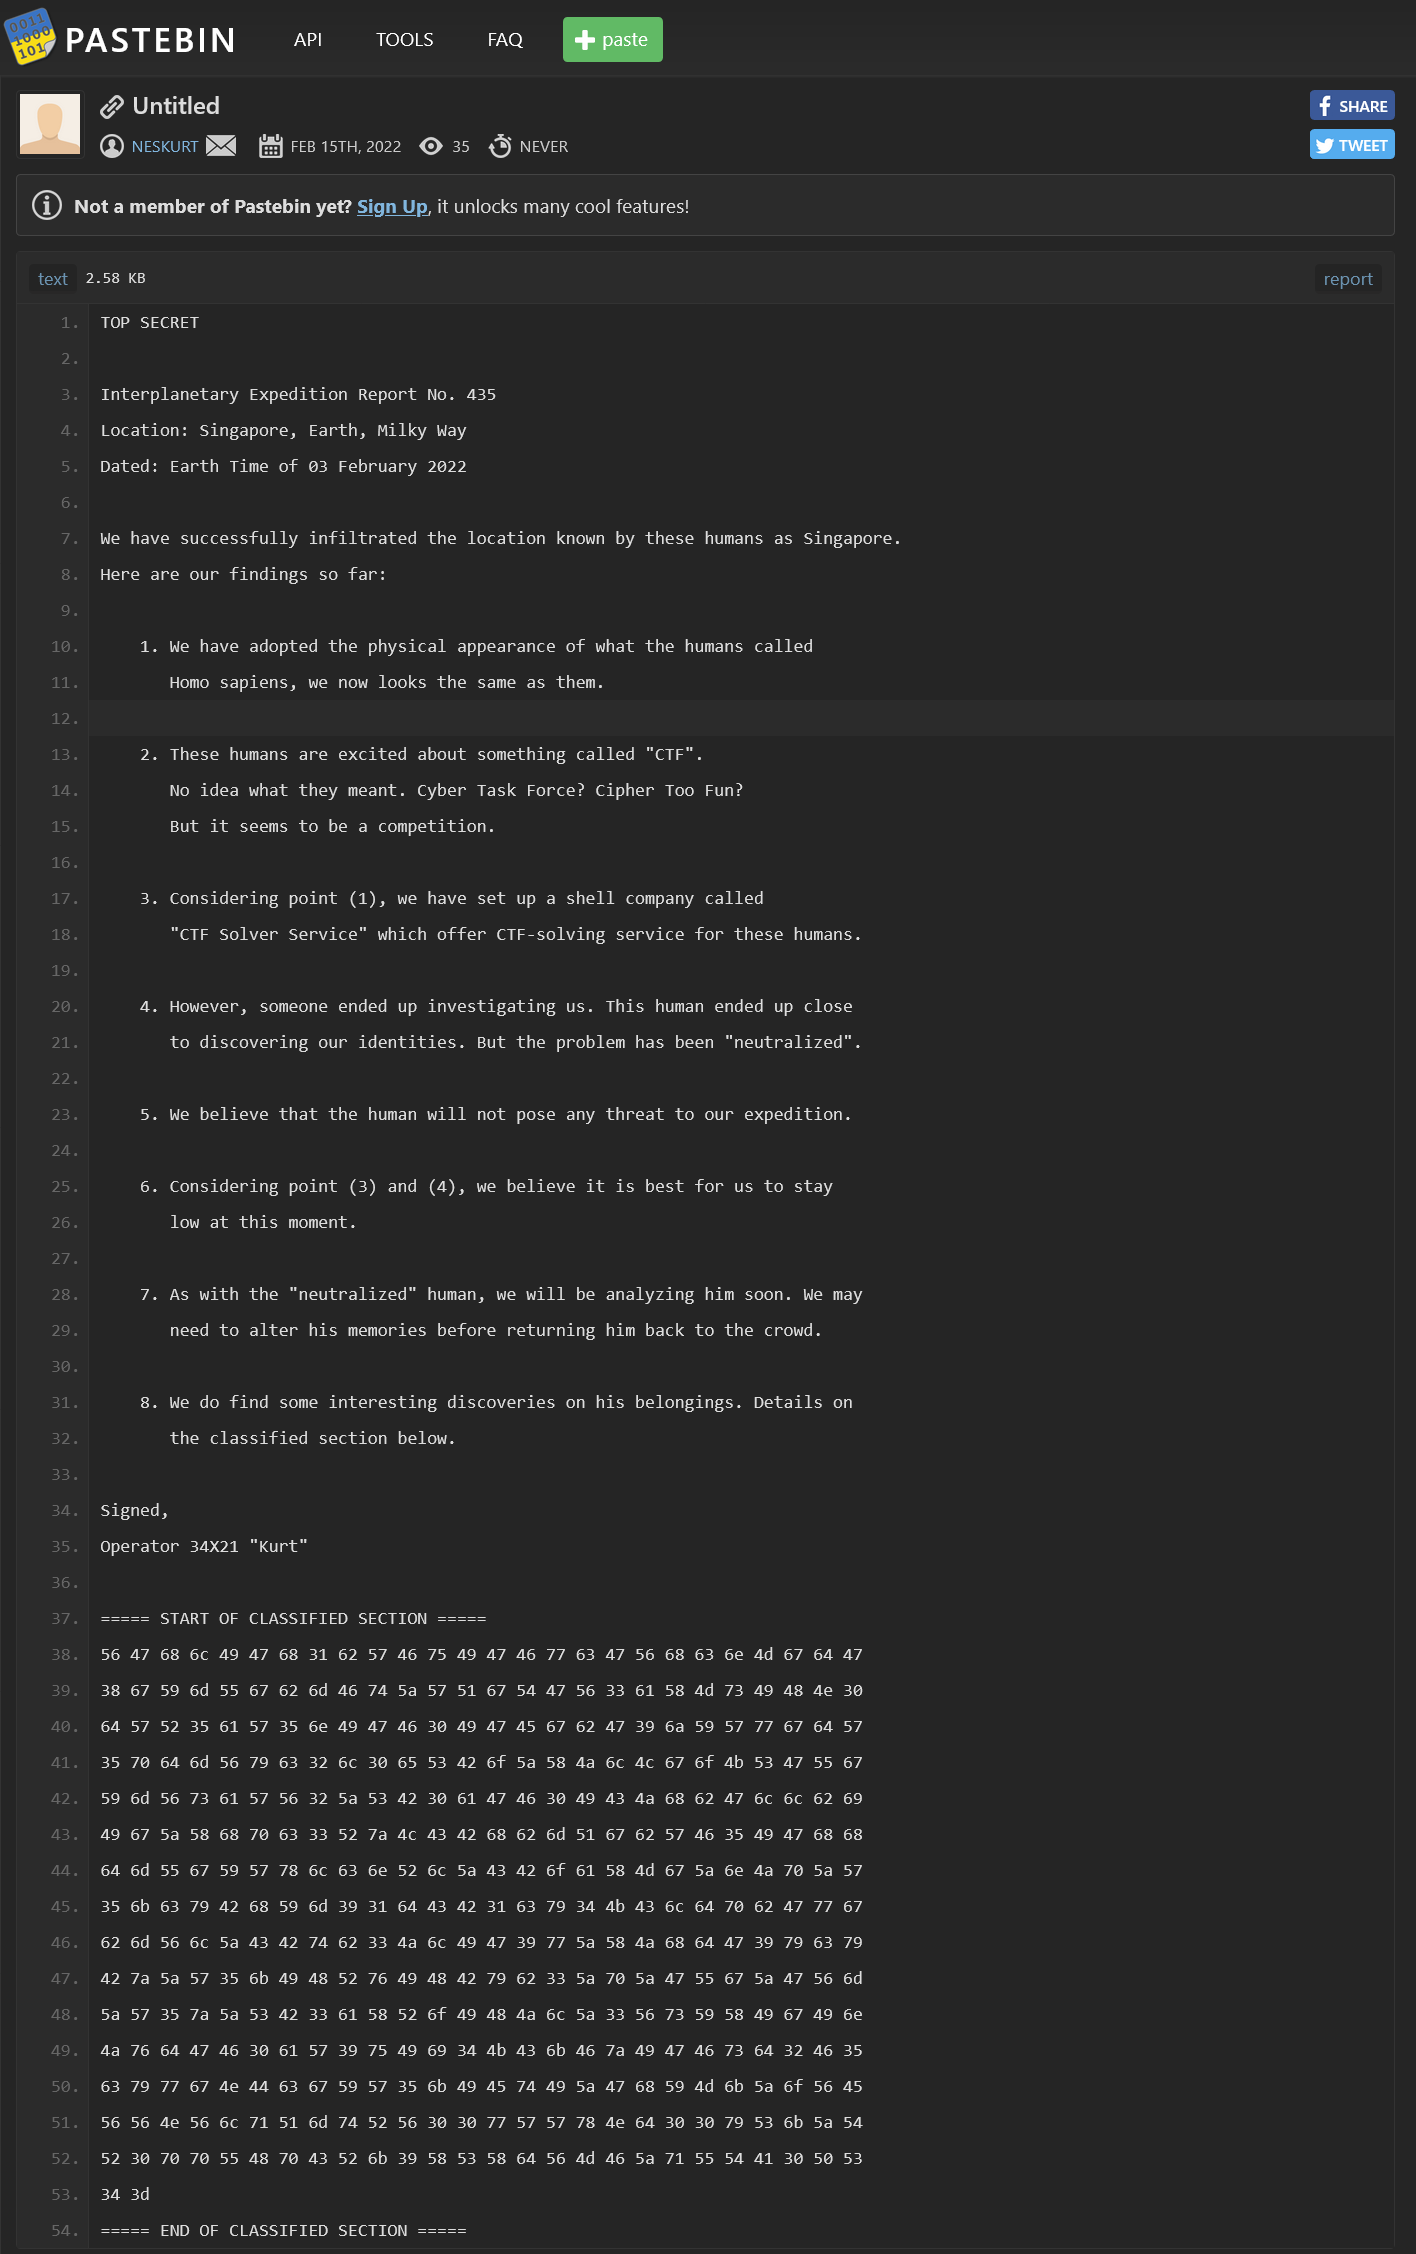 PASTEBIN API TOOLS FAQ paste
Untitled SHARE
NESKURT FEB 15TH, 2022 35 NEVER TWEET
Not a member of Pastebin yet? Sign Up, it unlocks many cool features!
text 2.58 KB report
1. TOP SECRET
2.
3. Interplanetary Expedition Report No. 435
4. Location: Singapore, Earth, Milky Way
5. Dated: Earth Time of 03 February 2022
6.
7. We have successfully infiltrated the location known by these humans as Singapore.
8. Here are our findings so far:
9.
10. 1. We have adopted the physical appearance of what the humans called
11. Homo sapiens, we now looks the same as them.
12.
13. 2. These humans are excited about something called "CTF".
14. No idea what they meant. Cyber Task Force? Cipher Too Fun?
15. But it seems to be a competition.
16.
17. 3. Considering point (1), we have set up a shell company called
18. "CTF Solver Service" which offer CTF-solving service for these humans.
19.
20. 4. However, someone ended up investigating us. This human ended up close
21. to discovering our identities. But the problem has been "neutralized".
22.
23. 5. We believe that the human will not pose any threat to our expedition.
24.
25. 6. Considering point (3) and (4), we believe it is best for us to stay
26. low at this moment.
27.
28. 7. As with the "neutralized" human, we will be analyzing him soon. We may
29. need to alter his memories before returning him back to the crowd.
30.
31. 8. We do find some interesting discoveries on his belongings. Details on
32. the classified section below.
33.
34. Signed,
35. Operator 34X21 "Kurt"
36.
37. ===== START OF CLASSIFIED SECTION =====
38. 56 47 68 6c 49 47 68 31 62 57 46 75 49 47 46 77 63 47 56 68 63 6e 4d 67 64 47
39. 38 67 59 6d 55 67 62 6d 46 74 5a 57 51 67 54 47 56 33 61 58 4d 73 49 48 4e 30
40. 64 57 52 35 61 57 35 6e 49 47 46 30 49 47 45 67 62 47 39 6a 59 57 77 67 64 57
41. 35 70 64 6d 56 79 63 32 6c 30 65 53 42 6f 5a 58 4a 6c 4c 67 6f 4b 53 47 55 67
42. 59 6d 56 73 61 57 56 32 5a 53 42 30 61 47 46 30 49 43 4a 68 62 47 6c 6c 62 69
43. 49 67 5a 58 68 70 63 33 52 7a 4c 43 42 68 62 6d 51 67 62 57 46 35 49 47 68 68
44. 64 6d 55 67 59 57 78 6c 63 6e 52 6c 5a 43 42 6f 61 58 4d 67 5a 6e 4a 70 5a 57
45. 35 6b 63 79 42 68 59 6d 39 31 64 43 42 31 63 79 34 4b 43 6c 64 70 62 47 77 67
46. 62 6d 56 6c 5a 43 42 74 62 33 4a 6c 49 47 39 77 5a 58 4a 68 64 47 39 79 63 79
47. 42 7a 5a 57 35 6b 49 48 52 76 49 48 42 79 62 33 5a 70 5a 47 55 67 5a 47 56 6d
48. 5a 57 35 7a 5a 53 42 33 61 58 52 6f 49 48 4a 6c 5a 33 56 73 59 58 49 67 49 6e
49. 4a 76 64 47 46 30 61 57 39 75 49 69 34 4b 43 6b 46 7a 49 47 46 73 64 32 46 35
50. 63 79 77 67 4e 44 63 67 59 57 35 6b 49 45 74 49 5a 47 68 59 4d 6b 5a 6f 56 45
51. 56 56 4e 56 6c 71 51 6d 74 52 56 30 30 77 57 57 78 4e 64 30 30 79 53 6b 5a 54
52. 52 30 70 70 55 48 70 43 52 6b 39 58 53 58 64 56 4d 46 5a 71 55 54 41 30 50 53
53. 34 3d
54. ===== END OF CLASSIFIED SECTION =====